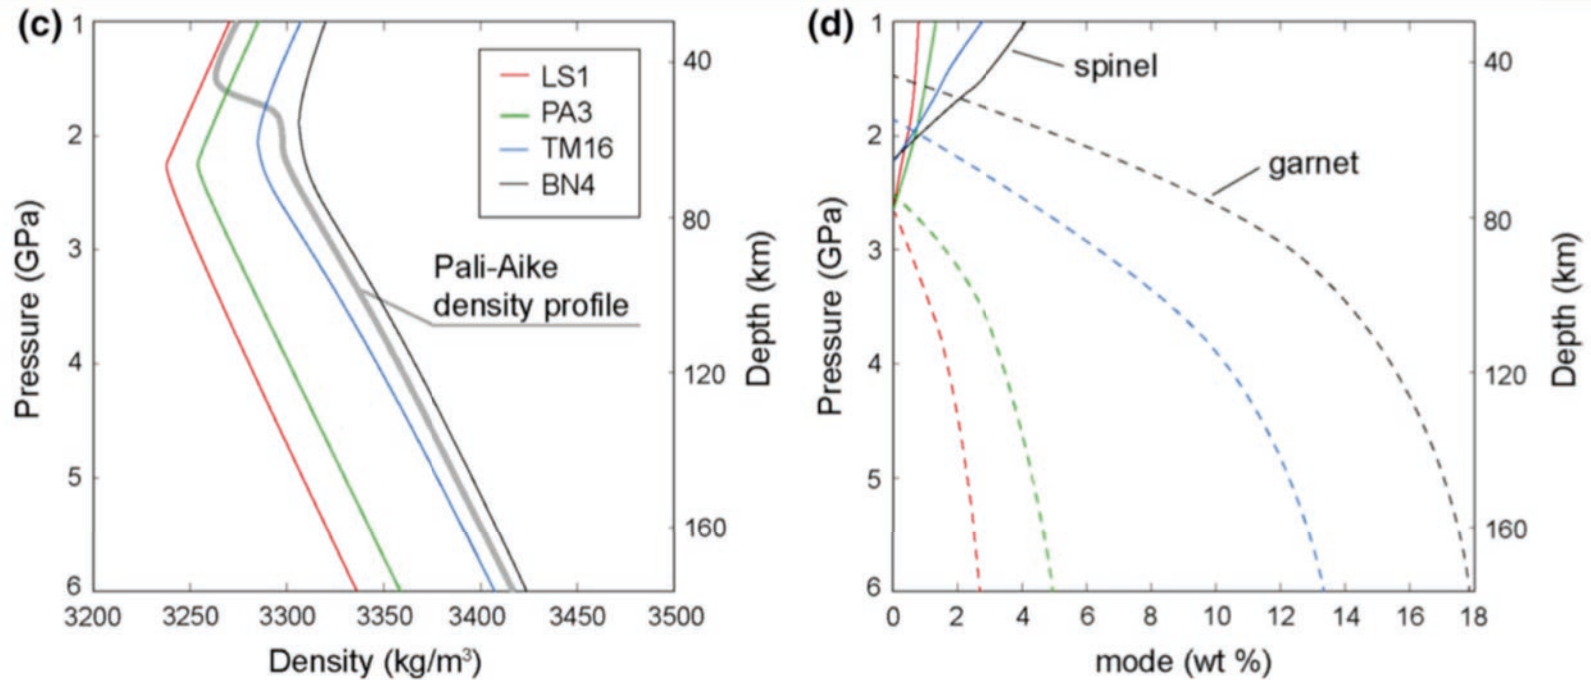 (c)
1
2
3
4
5
6
Pressure (GPa)
3200 3250 3300 3350 3400 3450 3500
Density (kg/m³)
40
80
120
160
Depth (km)
LS1
PA3
TM16
BN4
Pali-Aike
density profile
(d)
1
2
3
4
5
6
Pressure (GPa)
0 2 4 6 8 10 12 14 16 18
mode (wt %)
40
80
120
160
Depth (km)
spinel
garnet